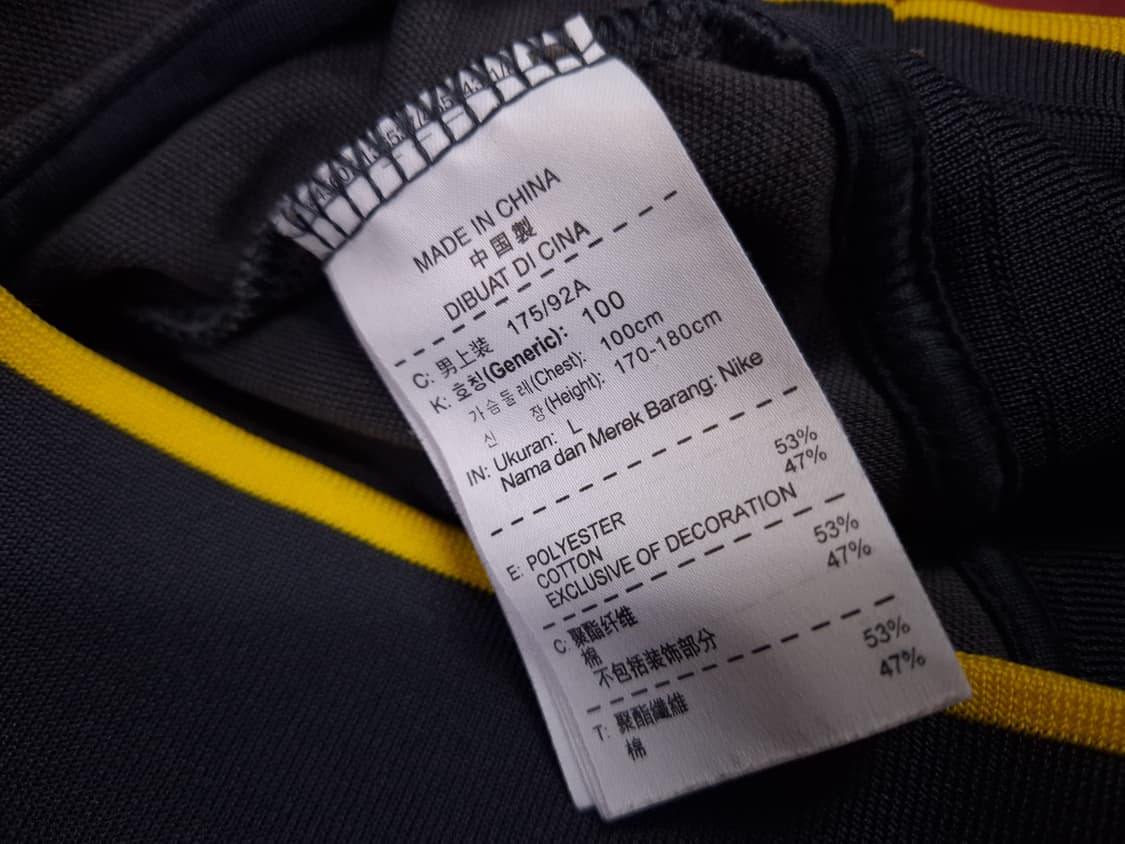 MADE IN CHINA
中国製
DIBUAT DI CINA
C: 男上装 175/92A
K: 호칭(Generic): 100
가슴둘레(Chest): 100cm
신 장(Height): 170-180cm
IN: Ukuran: L
Nama dan Merek Barang: Nike
E: POLYESTER 53%
COTTON 47%
EXCLUSIVE OF DECORATION
C: 聚酯纤维 53%
棉 47%
不包括装饰部分
T: 聚酯纖維 53%
棉 47%